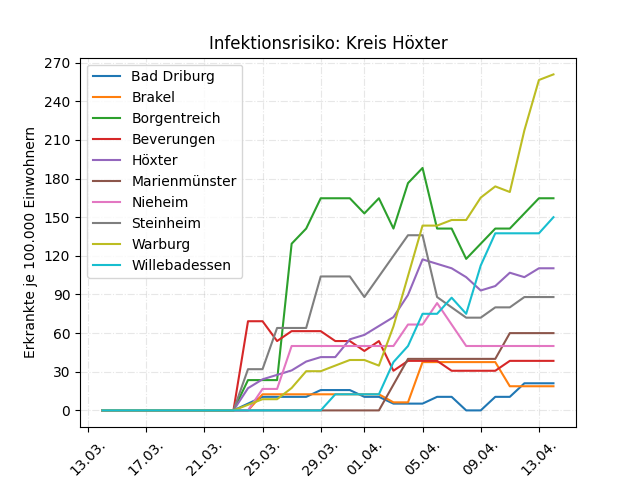 Infektionsrisiko: Kreis Höxter
Erkrankte je 100.000 Einwohnern
270
240
210
180
150
120
90
60
30
0
Bad Driburg
Brakel
Borgentreich
Beverungen
Höxter
Marienmünster
Nieheim
Steinheim
Warburg
Willebadessen
13.03.
17.03.
21.03.
25.03.
29.03.
01.04.
05.04.
09.04.
13.04.